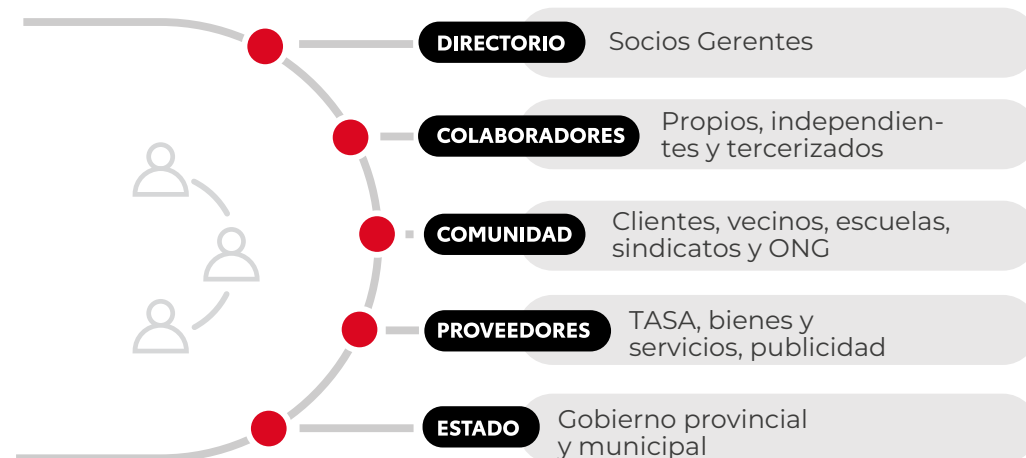 DIRECTORIO
Socios Gerentes
COLABORADORES
Propios, independien-
tes y tercerizados
COMUNIDAD
Clientes, vecinos, escuelas,
sindicatos y ONG
PROVEEDORES
TASA, bienes y
servicios, publicidad
ESTADO
Gobierno provincial
y municipal